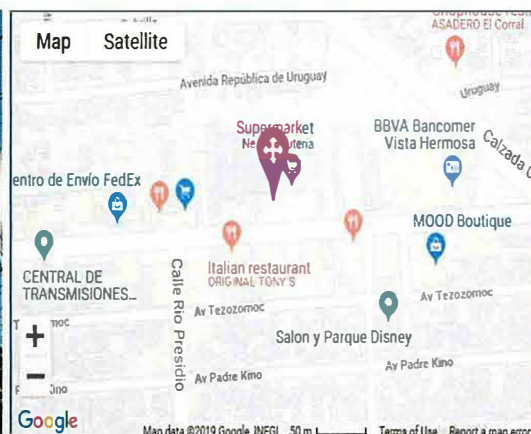 ASADERO El Corral
Map Satellite
Avenida República de Uruguay
Uruguay
Supermarket
BBVA Bancomer
Vista Hermosa
Calzada
entro de Envío FedEx
MOOD Boutique
CENTRAL DE
TRANSMISIONES...
Italian restaurant
ORIGINAL TONY'S
Calle Rio Presidio
Av Tezozomoc
Av Tezozomoc
Salon y Parque Disney
+
−
Av Padre Kino
Av Padre Kino
Google
Map data ©2019 Google, INEGI 50 m Terms of Use Report a map error